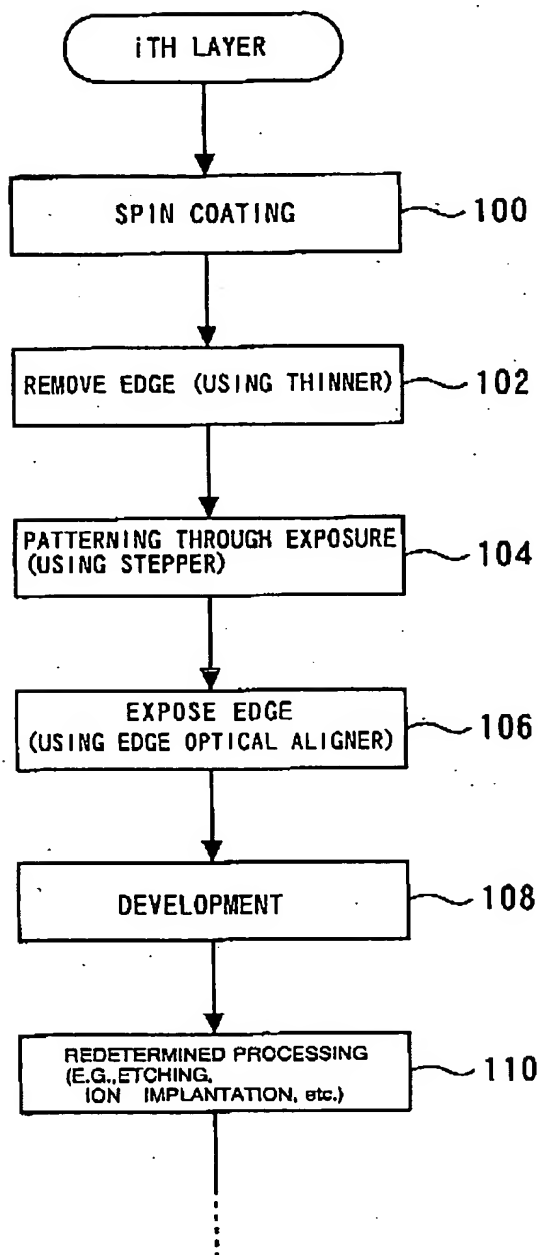 iTH LAYER
SPIN COATING
100
REMOVE EDGE (USING THINNER)
102
PATTERNING THROUGH EXPOSURE
(USING STEPPER)
104
EXPOSE EDGE
(USING EDGE OPTICAL ALIGNER)
106
DEVELOPMENT
108
REDETERMINED PROCESSING
(E.G.,ETCHING,
ION IMPLANTATION, etc.)
110